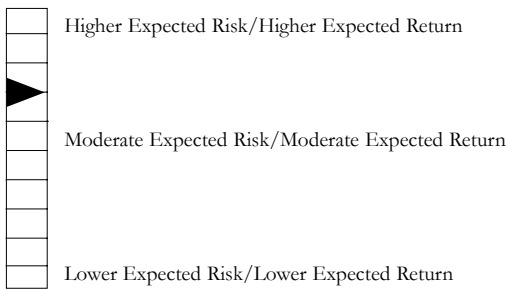 Higher Expected Risk/Higher Expected Return
Moderate Expected Risk/Moderate Expected Return
Lower Expected Risk/Lower Expected Return